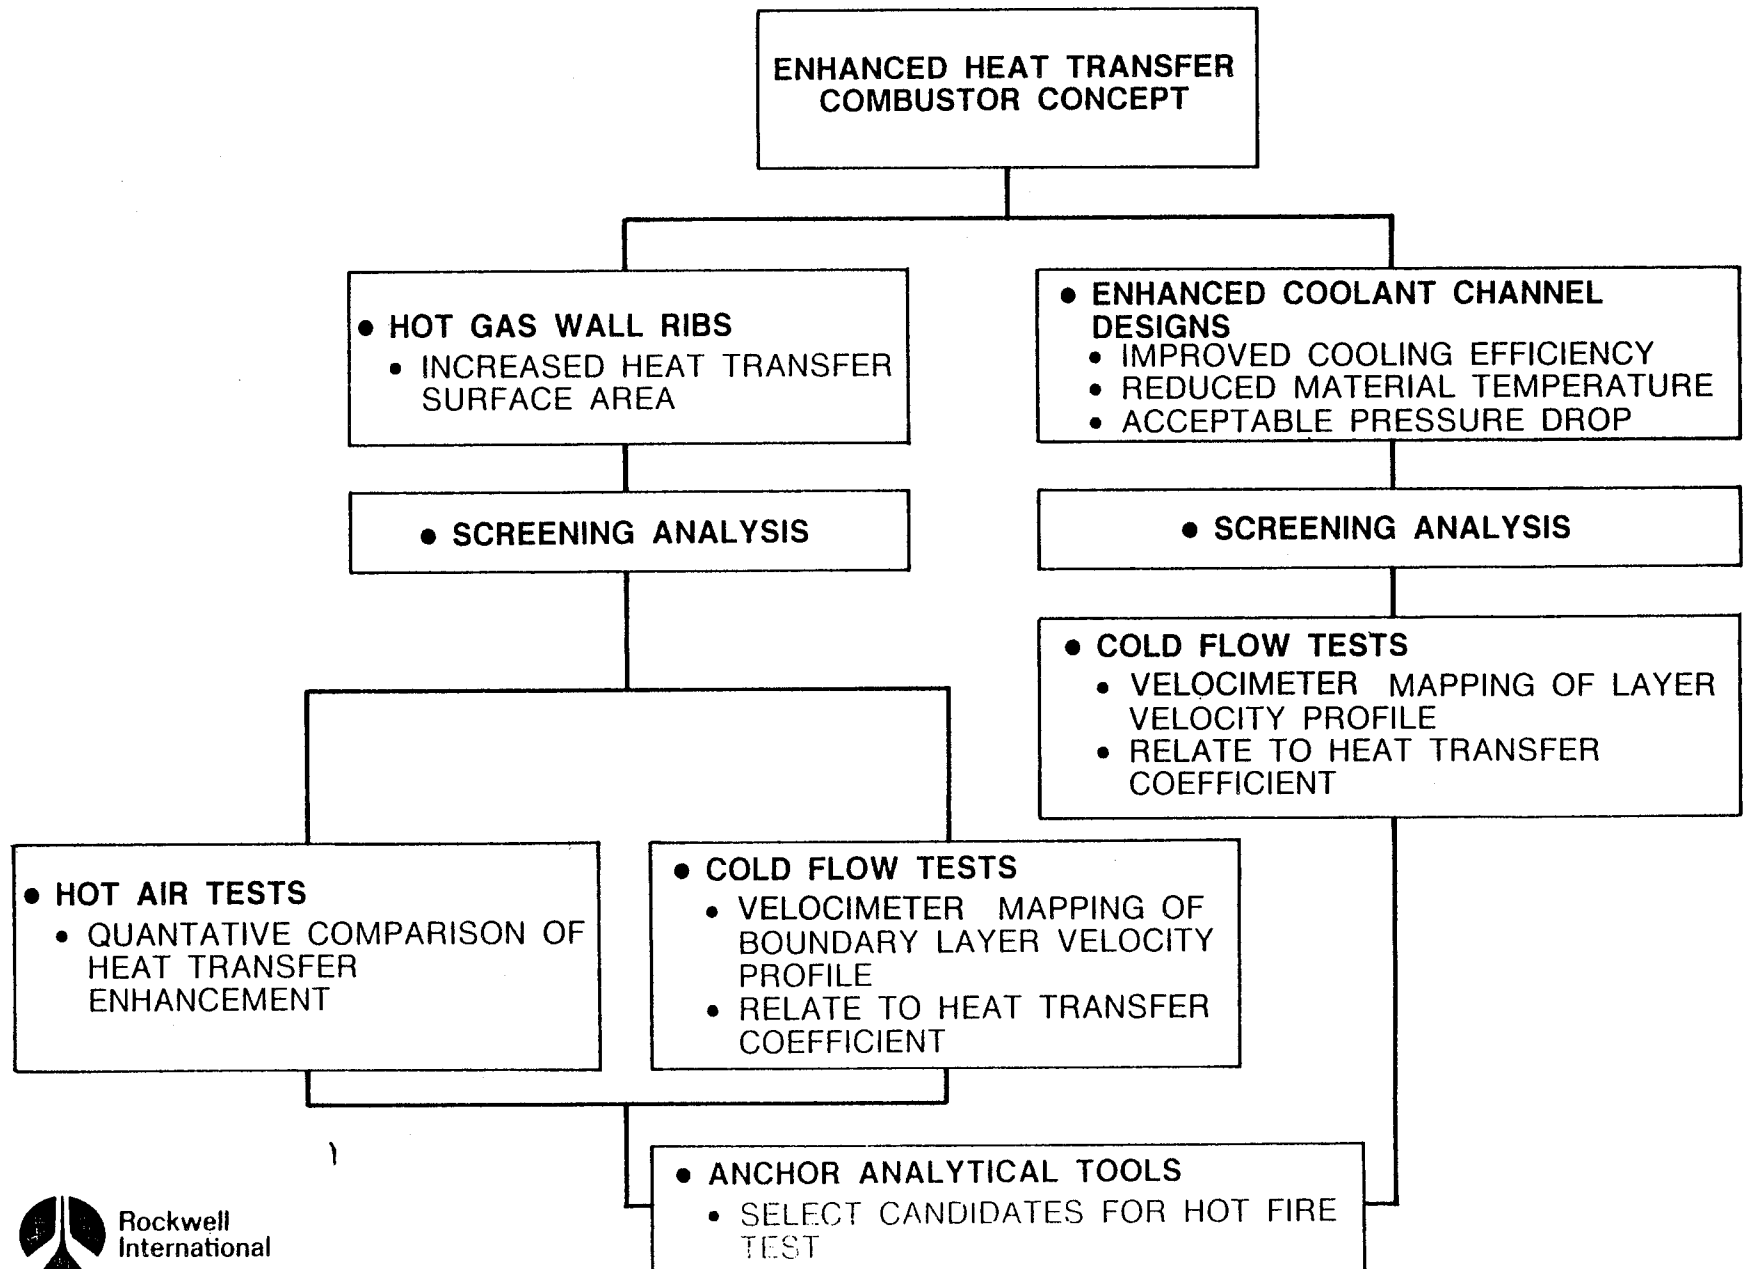 ENHANCED HEAT TRANSFER
COMBUSTOR CONCEPT
● HOT GAS WALL RIBS
● INCREASED HEAT TRANSFER
SURFACE AREA
● ENHANCED COOLANT CHANNEL
DESIGNS
● IMPROVED COOLING EFFICIENCY
● REDUCED MATERIAL TEMPERATURE
● ACCEPTABLE PRESSURE DROP
● SCREENING ANALYSIS
● SCREENING ANALYSIS
● COLD FLOW TESTS
● VELOCIMETER MAPPING OF LAYER
VELOCITY PROFILE
● RELATE TO HEAT TRANSFER
COEFFICIENT
● HOT AIR TESTS
● QUANTATIVE COMPARISON OF
HEAT TRANSFER
ENHANCEMENT
● COLD FLOW TESTS
● VELOCIMETER MAPPING OF
BOUNDARY LAYER VELOCITY
PROFILE
● RELATE TO HEAT TRANSFER
COEFFICIENT
● ANCHOR ANALYTICAL TOOLS
● SELECT CANDIDATES FOR HOT FIRE
TEST
Rockwell
International